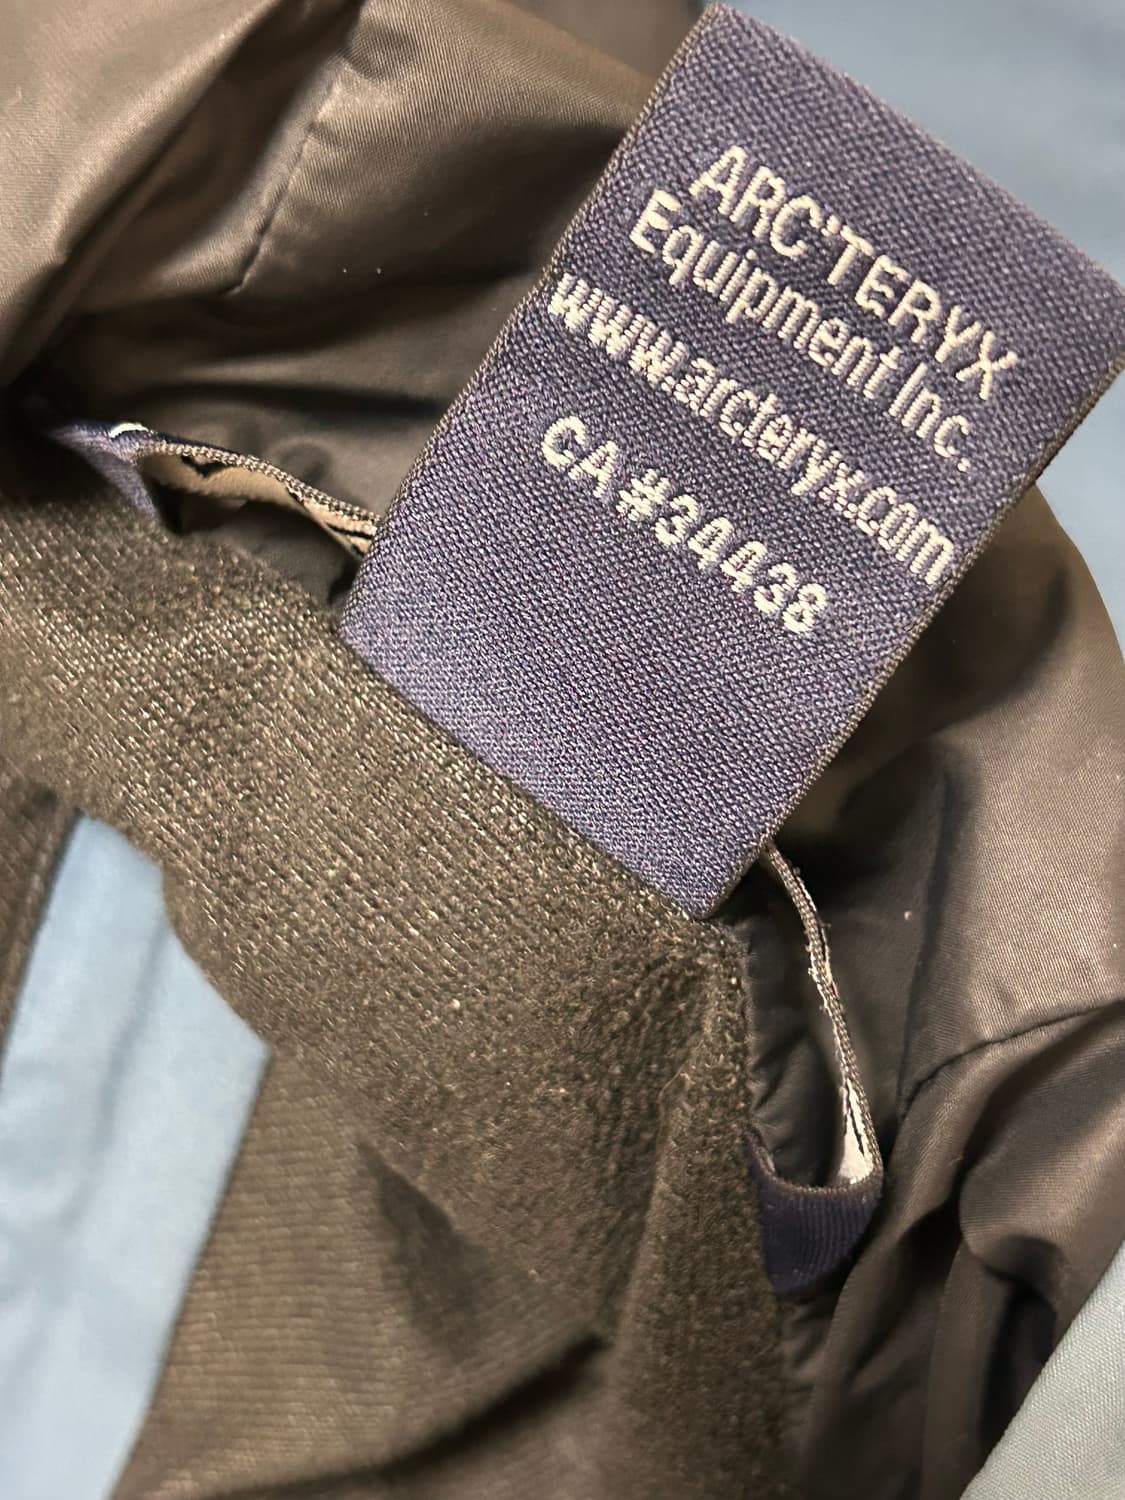 ARC'TERYX
Equipment Inc.
www.arcteryx.com
CA#34438